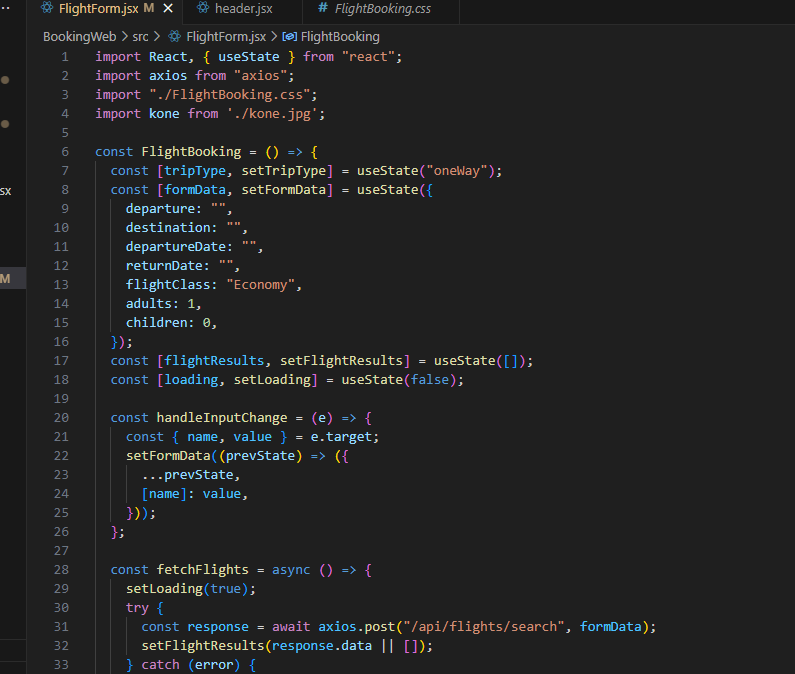 FlightForm.jsx M header.jsx # FlightBooking.css
BookingWeb > src > FlightForm.jsx > FlightBooking
1 import React, { useState } from "react";
2 import axios from "axios";
3 import "./FlightBooking.css";
4 import kone from './kone.jpg';
5
6 const FlightBooking = () => {
7 const [tripType, setTripType] = useState("oneWay");
8 const [formData, setFormData] = useState({
9 departure: "",
10 destination: "",
11 departureDate: "",
12 returnDate: "",
13 flightClass: "Economy",
14 adults: 1,
15 children: 0,
16 });
17 const [flightResults, setFlightResults] = useState([]);
18 const [loading, setLoading] = useState(false);
19
20 const handleInputChange = (e) => {
21 const { name, value } = e.target;
22 setFormData((prevState) => ({
23 ...prevState,
24 [name]: value,
25 }));
26 };
27
28 const fetchFlights = async () => {
29 setLoading(true);
30 try {
31 const response = await axios.post("/api/flights/search", formData);
32 setFlightResults(response.data || []);
33 } catch (error) {
sx
M